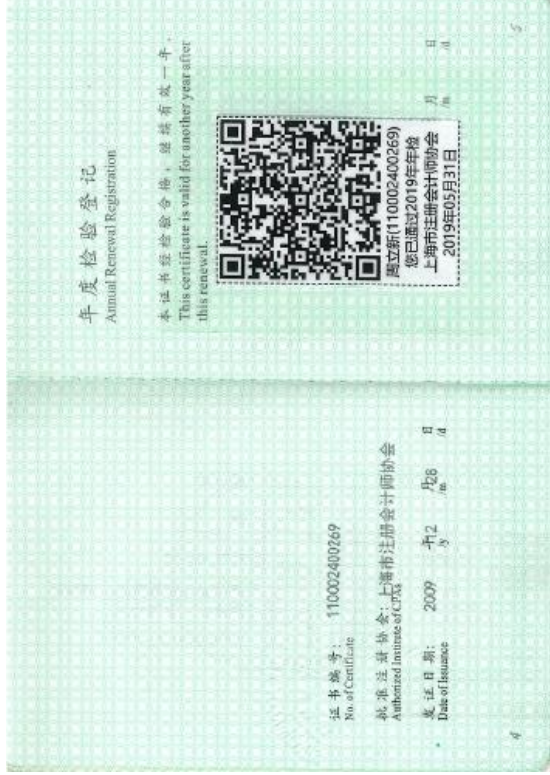 证书编号: 110002400269
No. of Certificate
批准注册协会: 上海市注册会计师协会
Authorized Institute of CPAs
发证日期: 2009 年12 月28 日
Date of Issuance /y /m /d
4
年度检验登记
Annual Renewal Registration
本证书经检验合格，继续有效一年。
This certificate is valid for another year after
this renewal.
周立新(110002400269)
您已通过2019年年检
上海市注册会计师协会
2019年05月31日
月 日
/m /d
5